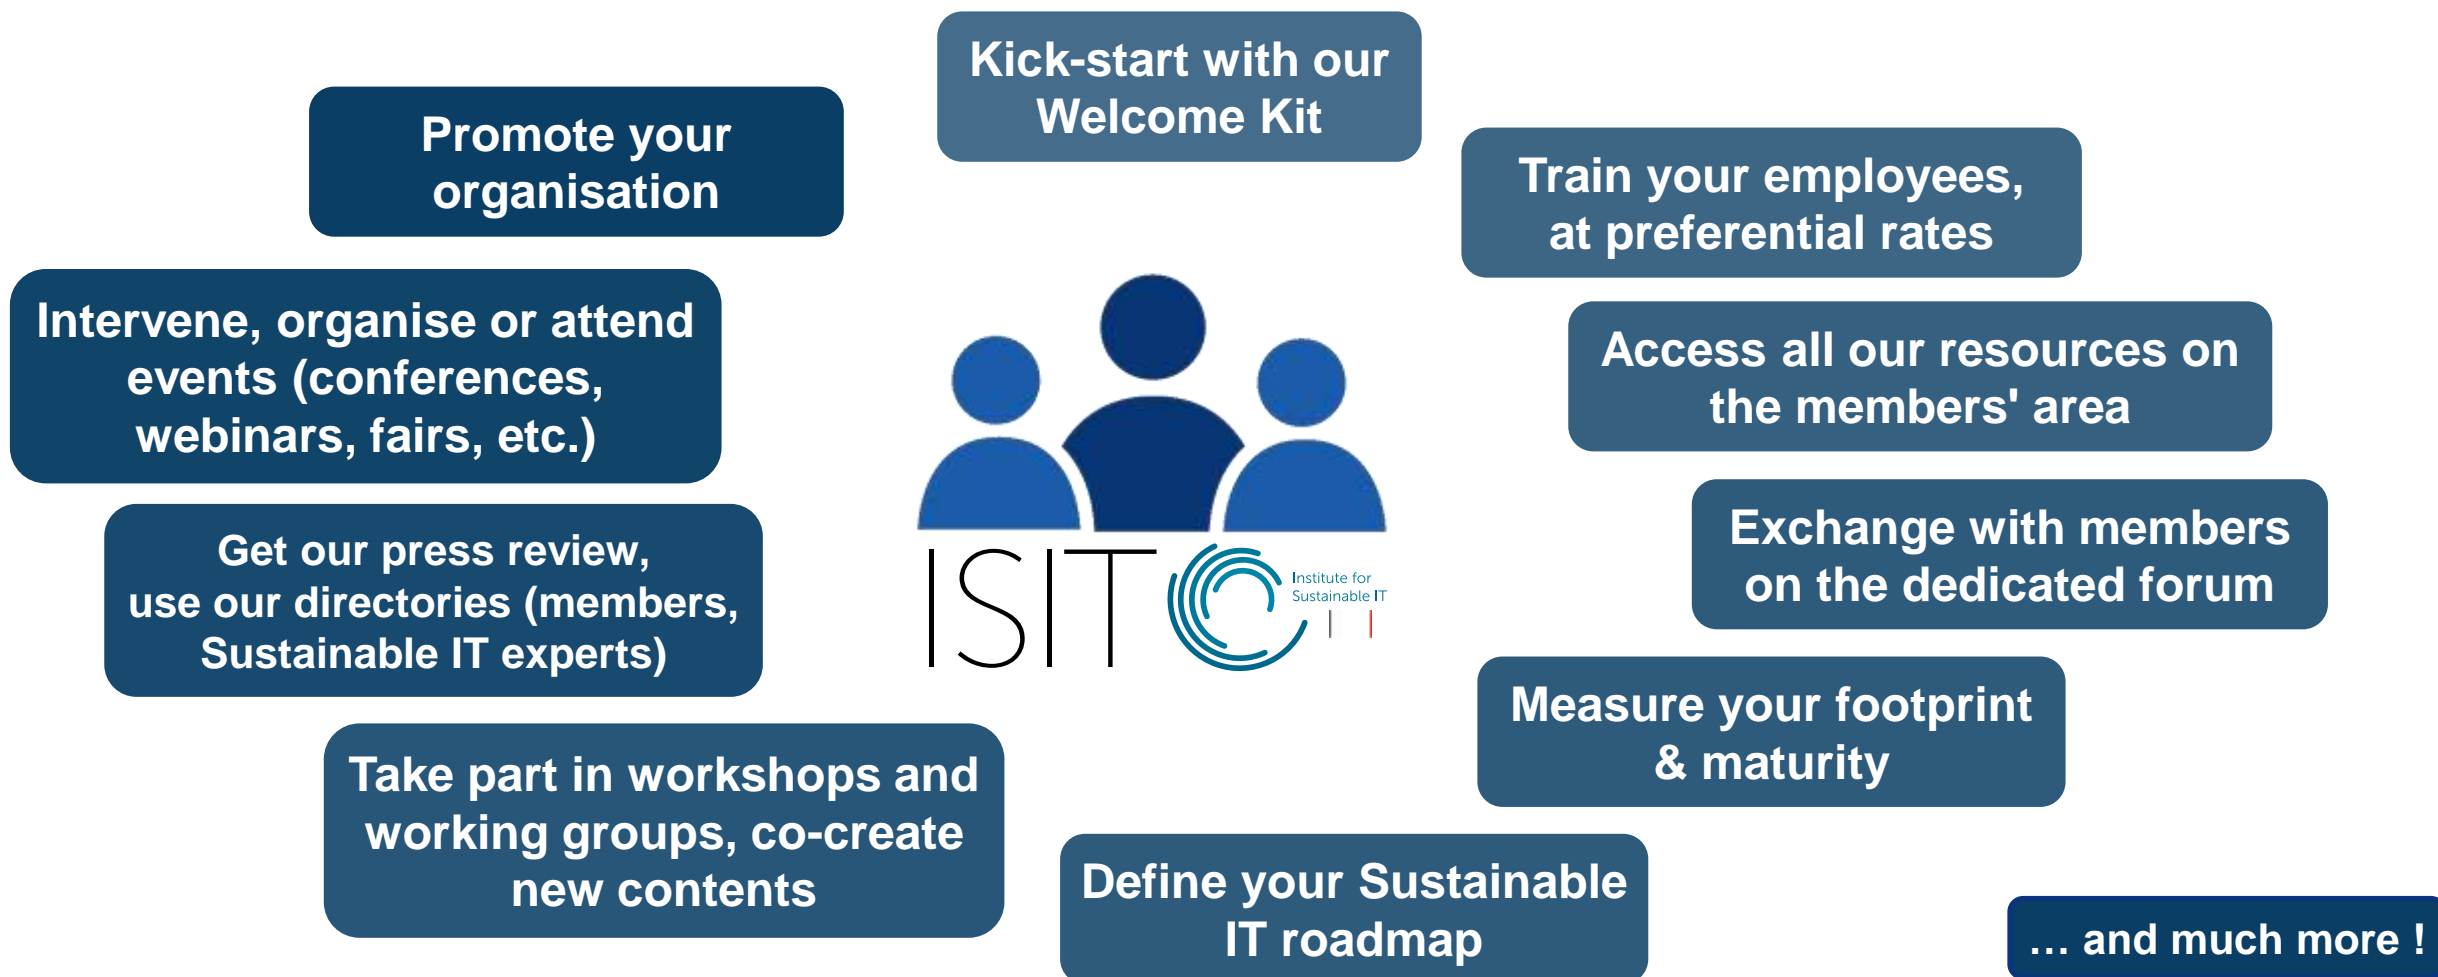 Kick-start with our
Welcome Kit
Promote your
organisation
Train your employees,
at preferential rates
Intervene, organise or attend
events (conferences,
webinars, fairs, etc.)
Access all our resources on
the members' area
Get our press review,
use our directories (members,
Sustainable IT experts)
ISIT
Institute for
Sustainable IT
Exchange with members
on the dedicated forum
Measure your footprint
& maturity
Take part in workshops and
working groups, co-create
new contents
Define your Sustainable
IT roadmap
… and much more !